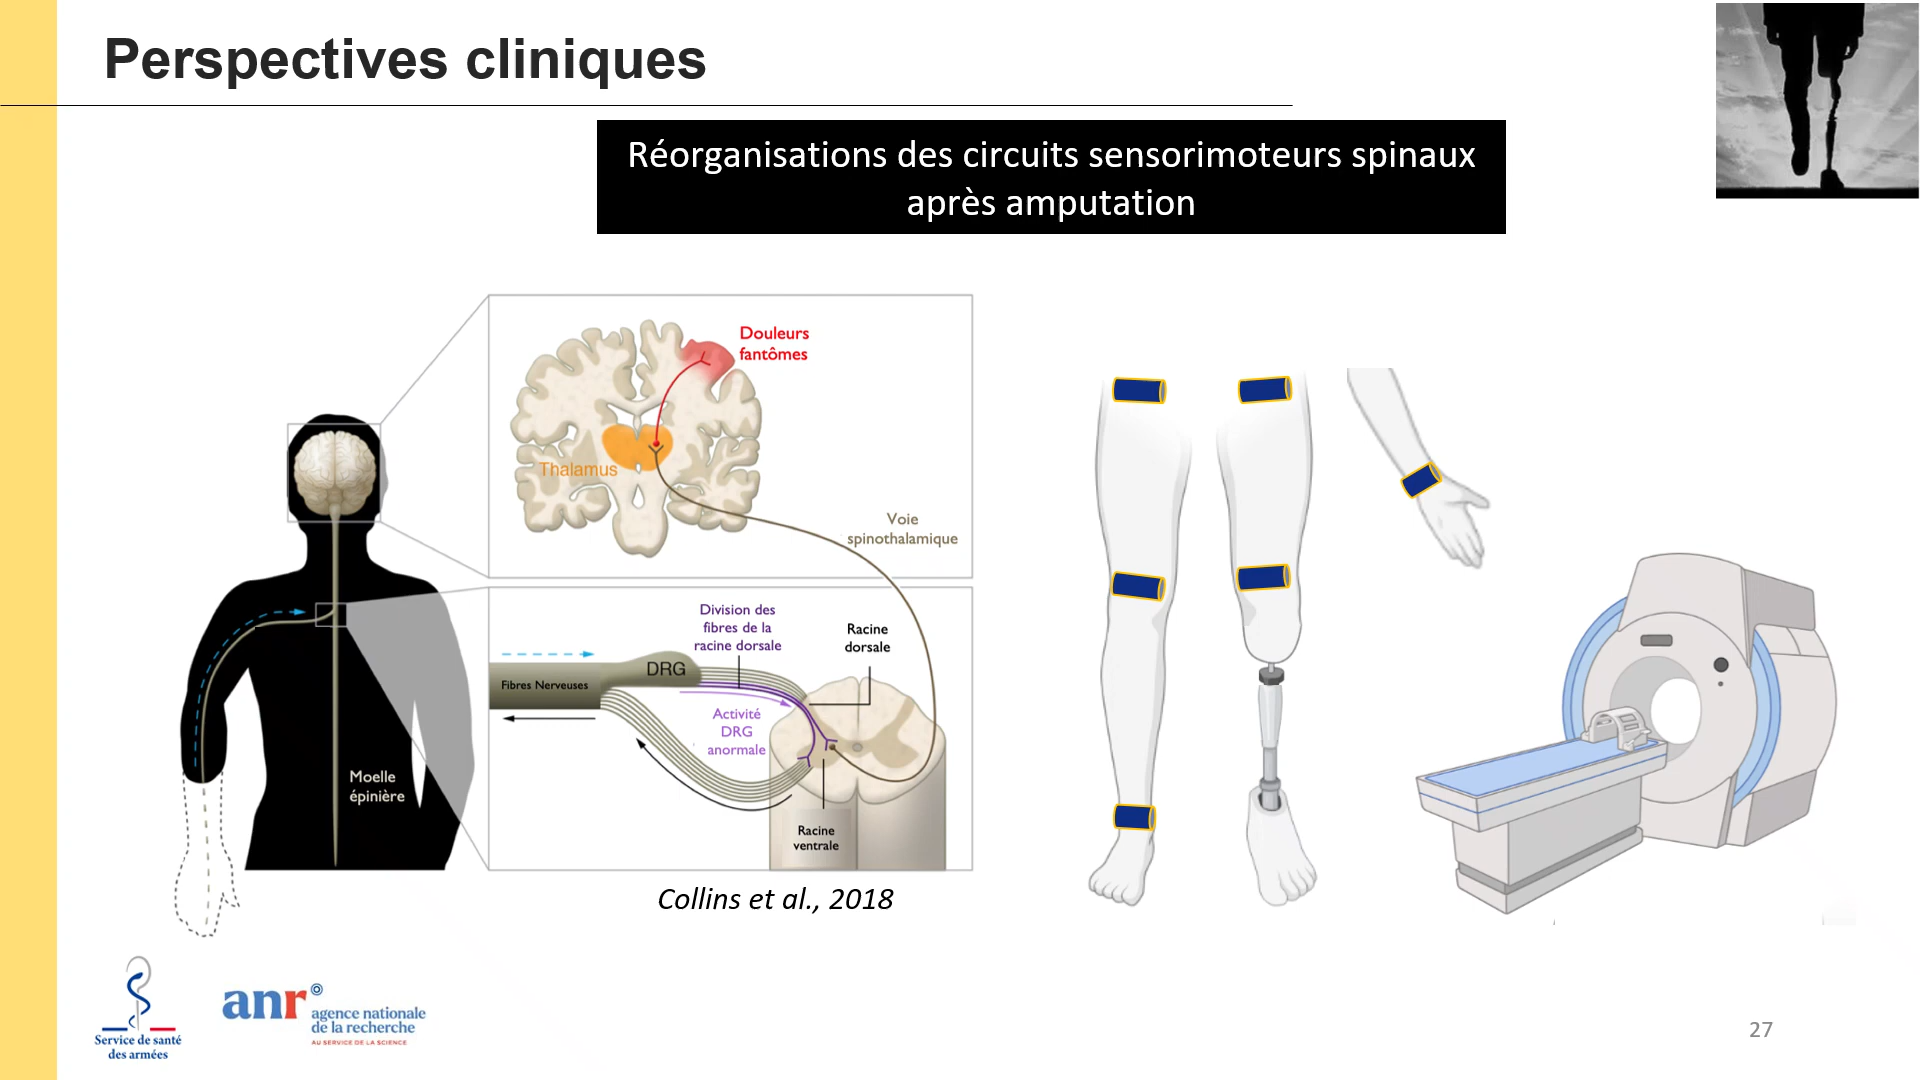 Perspectives cliniques
Réorganisations des circuits sensorimoteurs spinaux
après amputation
Douleurs
fantômes
Thalamus
Voie
spinothalamique
Division des
fibres de la
racine dorsale
Racine
dorsale
DRG
Fibres Nerveuses
Activité
DRG
anormale
Moelle
épinière
Racine
ventrale
Collins et al., 2018
Service de santé
des armées
anr
agence nationale
de la recherche
AU SERVICE DE LA SCIENCE
27